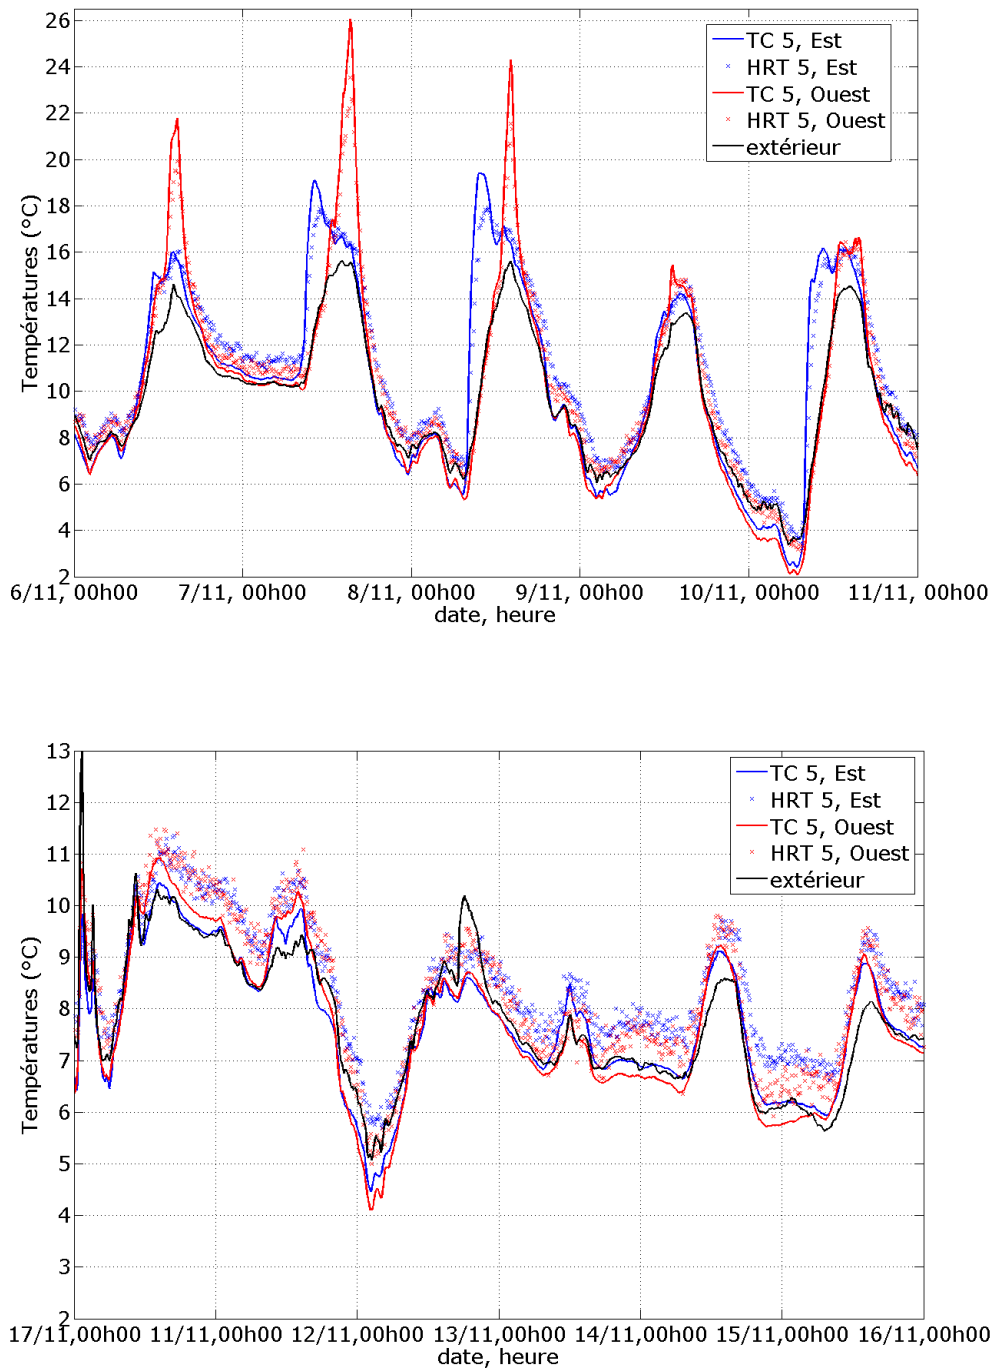 26
24
22
20
18
16
14
12
10
8
6
4
2
Températures (°C)
TC 5, Est
HRT 5, Est
TC 5, Ouest
HRT 5, Ouest
extérieur
6/11, 00h00 7/11, 00h00 8/11, 00h00 9/11, 00h00 10/11, 00h00 11/11, 00h00
date, heure
13
12
11
10
9
8
7
6
5
4
3
2
Températures (°C)
TC 5, Est
HRT 5, Est
TC 5, Ouest
HRT 5, Ouest
extérieur
17/11,00h00 11/11,00h00 12/11,00h00 13/11,00h00 14/11,00h00 15/11,00h00 16/11,00h00
date, heure